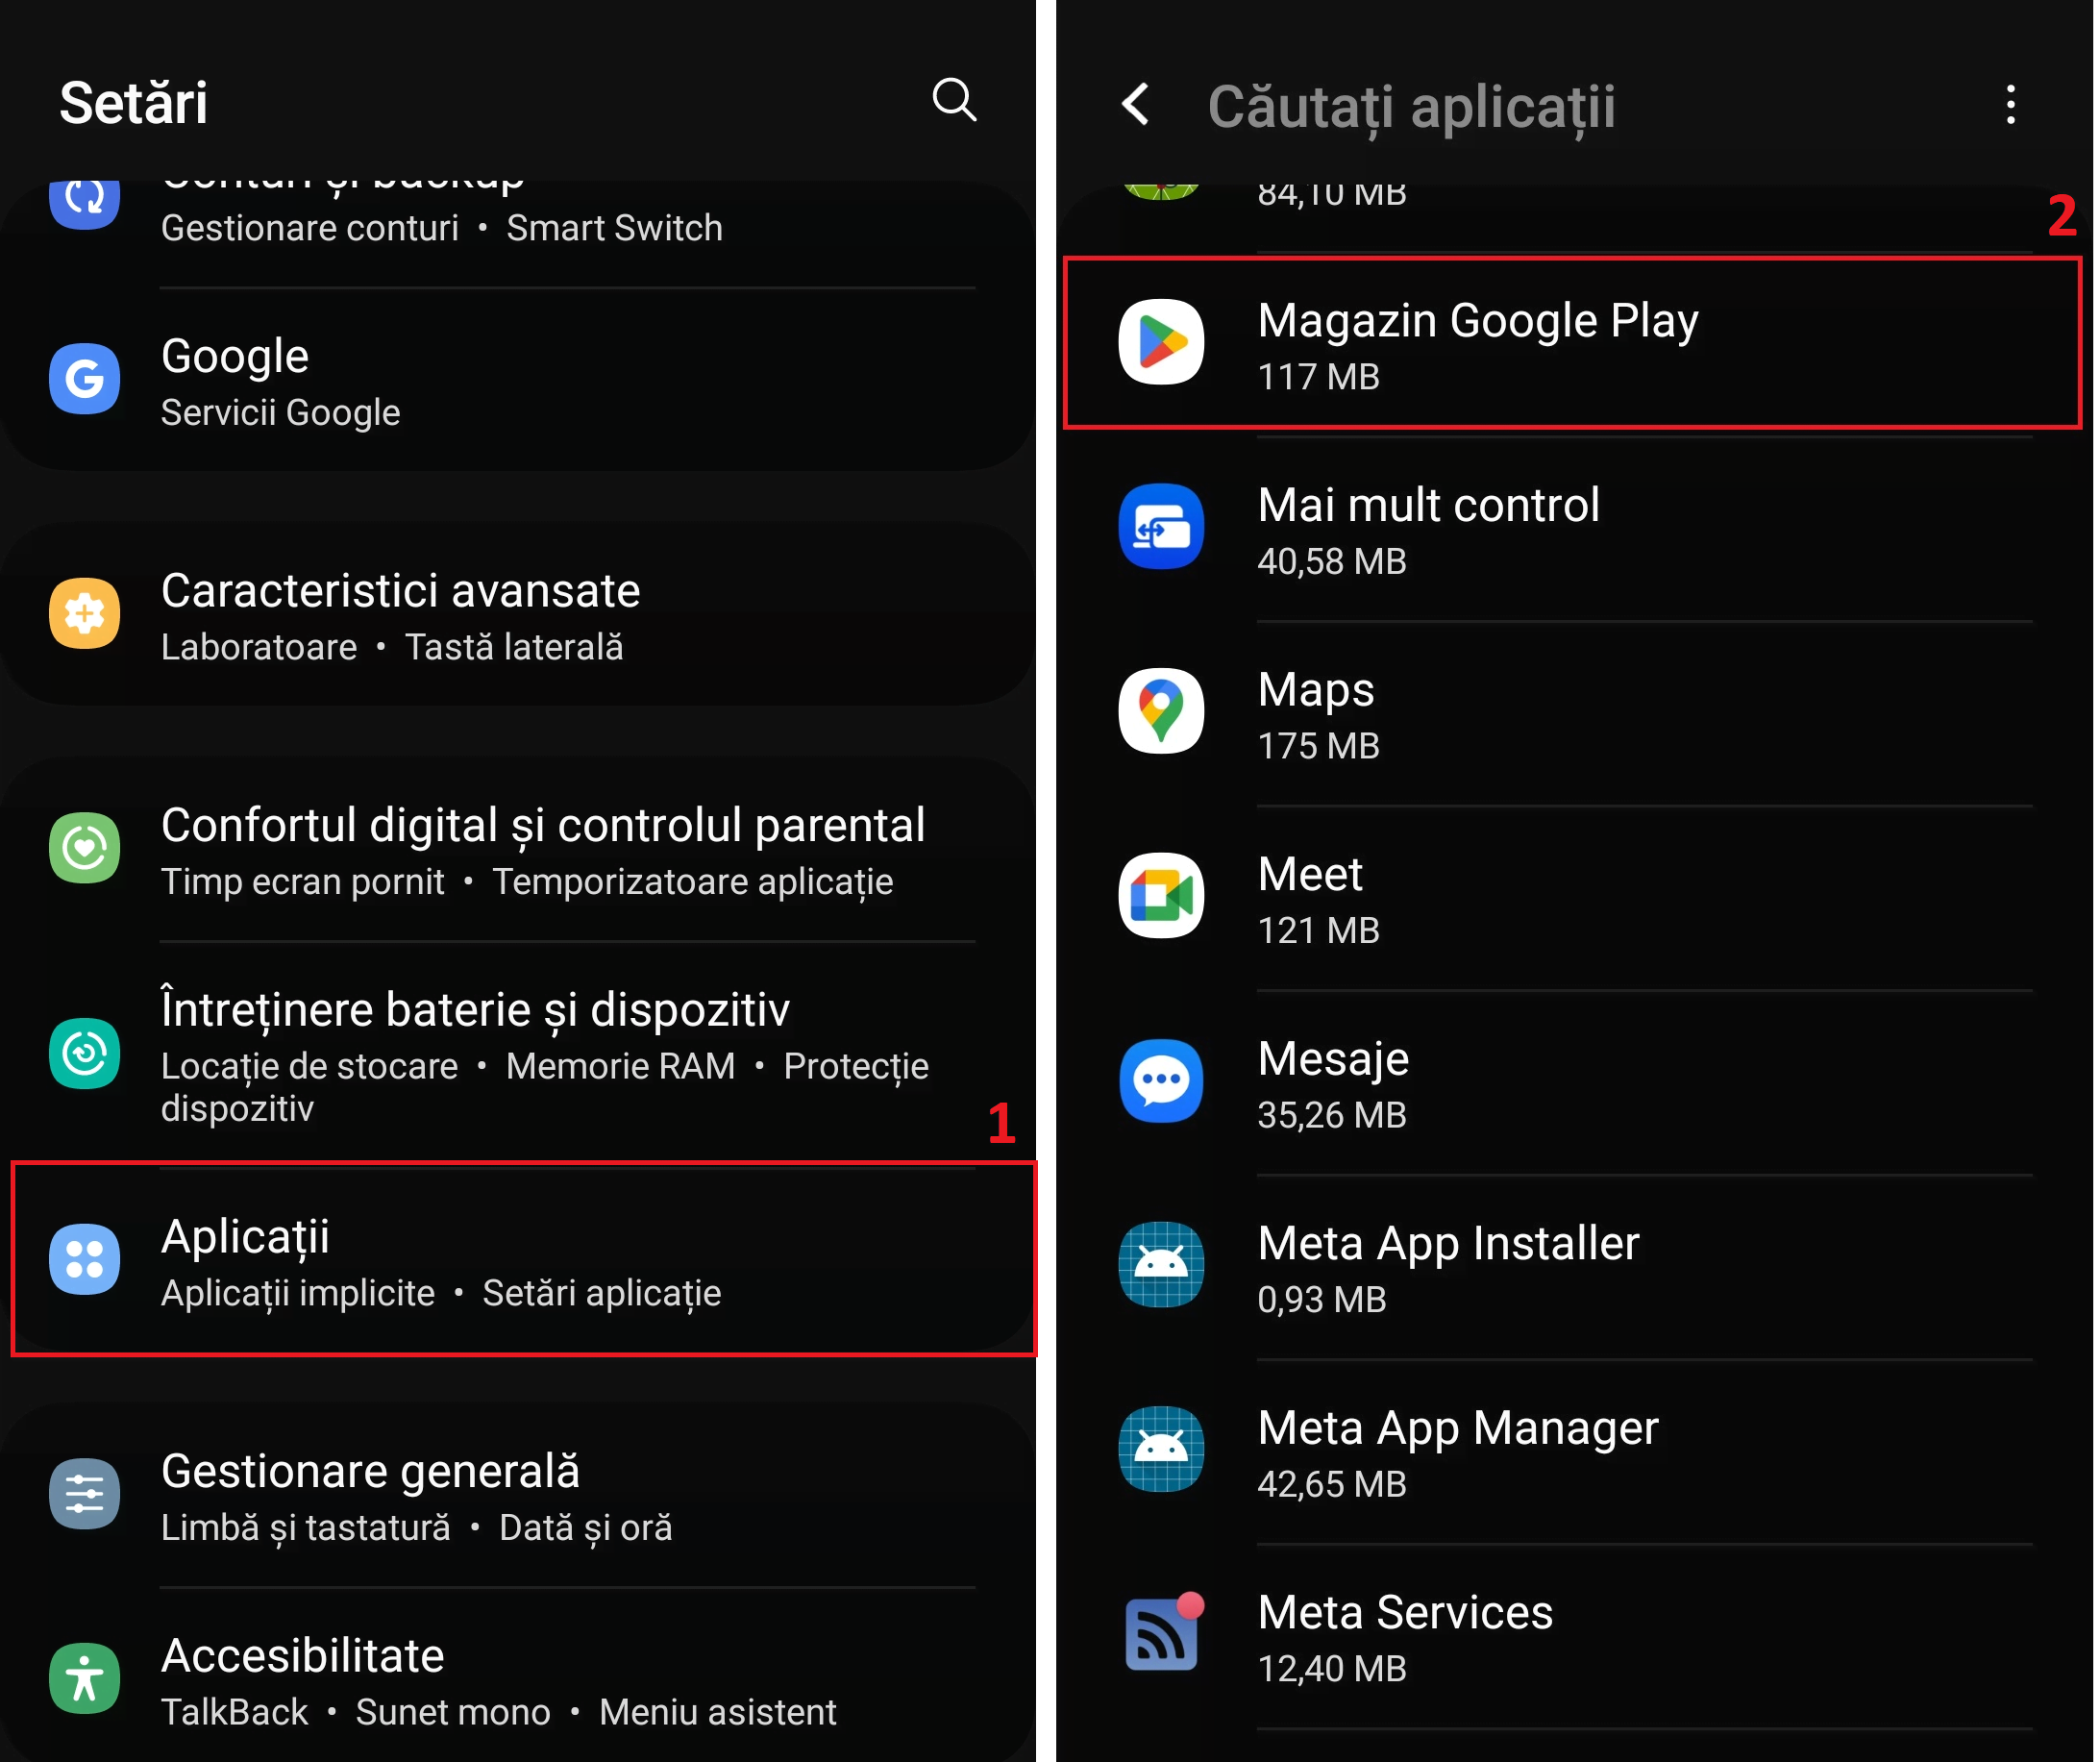 Setări
Conturi și backup
Gestionare conturi • Smart Switch
Google
Servicii Google
Caracteristici avansate
Laboratoare • Tastă laterală
Confortul digital și controlul parental
Timp ecran pornit • Temporizatoare aplicație
Întreținere baterie și dispozitiv
Locație de stocare • Memorie RAM • Protecție
dispozitiv
1
Aplicații
Aplicații implicite • Setări aplicație
Gestionare generală
Limbă și tastatură • Dată și oră
Accesibilitate
TalkBack • Sunet mono • Meniu asistent
Căutați aplicații
84,10 MB
2
Magazin Google Play
117 MB
Mai mult control
40,58 MB
Maps
175 MB
Meet
121 MB
Mesaje
35,26 MB
Meta App Installer
0,93 MB
Meta App Manager
42,65 MB
Meta Services
12,40 MB